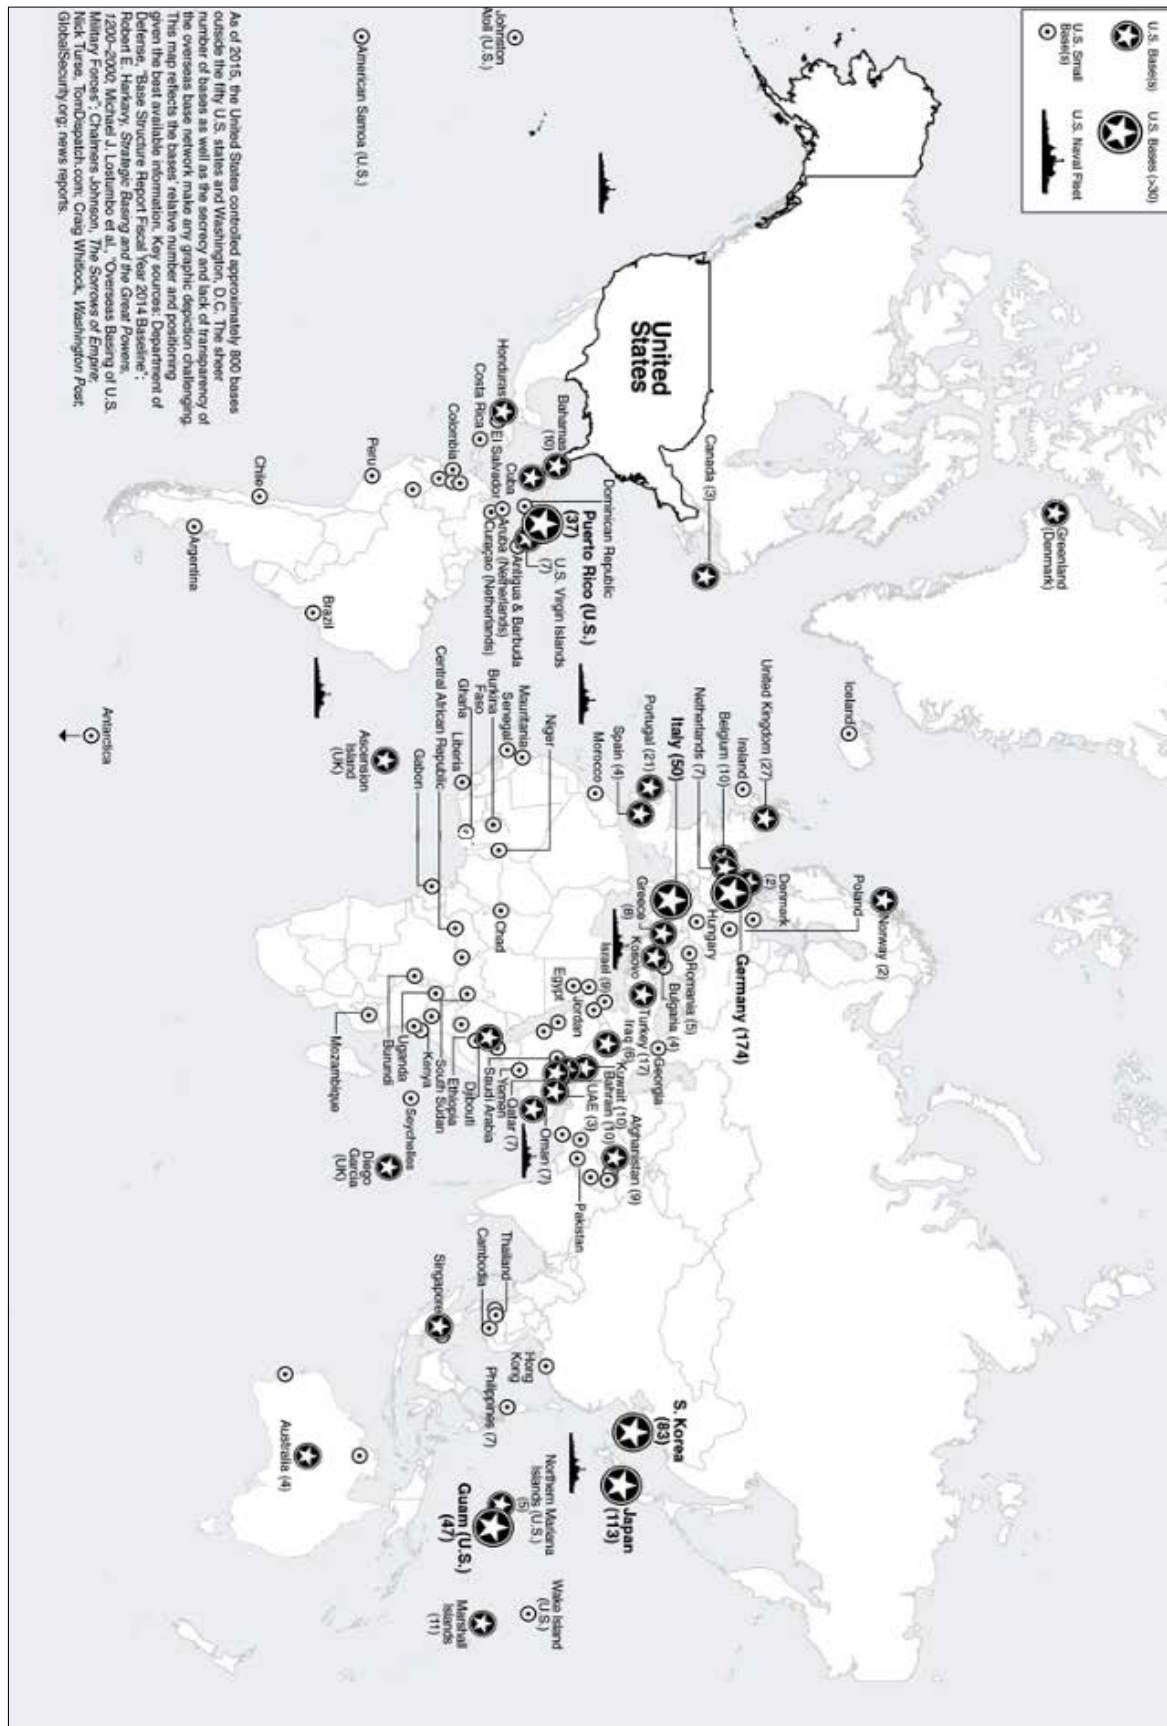 U.S. Base(s)
U.S. Bases (>30)
U.S. Small
Base(s)
U.S. Naval Fleet
Greenland
(Denmark)
Iceland
Norway (2)
Poland
Denmark
(2)
United Kingdom (27)
Ireland
Belgium (10)
Netherlands (7)
Germany (174)
Hungary
Romania (5)
Bulgaria (4)
Georgia
Italy (50)
Portugal (21)
Spain (4)
Morocco
Greece
(8)
Kosovo
Turkey (17)
Iraq (6)
Israel (9)
Jordan
Egypt
Kuwait (10)
Bahrain (10)
UAE (3)
Afghanistan (9)
Pakistan
Oman (7)
Qatar (7)
Yemen
Saudi Arabia
Djibouti
Ethiopia
South Sudan
Kenya
Uganda
Burundi
Mozambique
Seychelles
Diego
Garcia
(UK)
Niger
Mauritania
Senegal
Burkina
Faso
Ghana
Liberia
Central African Republic
Gabon
Chad
Ascension
Island
(UK)
Antarctica
Canada (3)
United
States
Bahamas
(10)
Cuba
Dominican Republic
Puerto Rico (U.S.)
(37)
U.S. Virgin Islands
(7)
Antigua & Barbuda
Aruba (Netherlands)
Curaçao (Netherlands)
Honduras
El Salvador
Costa Rica
Colombia
Peru
Chile
Argentina
Brazil
Johnston
Atoll (U.S.)
American Samoa (U.S.)
S. Korea
(83)
Japan
(113)
Hong
Kong
Thailand
Cambodia
Singapore
Philippines (7)
Northern Mariana
Islands (U.S.)
(5)
Guam (U.S.)
(47)
Wake Island
(U.S.)
Marshall
Islands
(11)
Australia (4)
As of 2015, the United States controlled approximately 800 bases
outside the fifty U.S. states and Washington, D.C. The sheer
number of bases as well as the secrecy and lack of transparency of
the overseas base network make any graphic depiction challenging.
This map reflects the bases' relative number and positioning
given the best available information. Key sources: Department of
Defense, "Base Structure Report Fiscal Year 2014 Baseline";
Robert E. Harkavy, Strategic Basing and the Great Powers,
1200–2000; Michael J. Lostumbo et al., "Overseas Basing of U.S.
Military Forces"; Chalmers Johnson, The Sorrows of Empire;
Nick Turse, TomDispatch.com; Craig Whitlock, Washington Post;
GlobalSecurity.org; news reports.